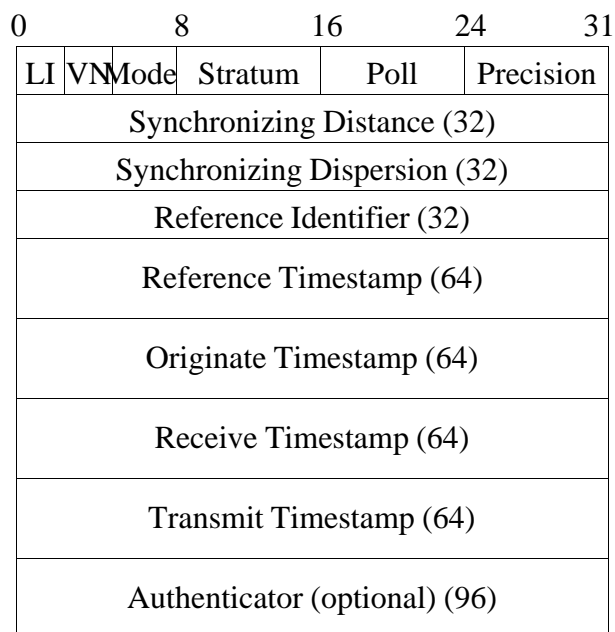 0 8 16 24 31
LI VN Mode Stratum Poll Precision
Synchronizing Distance (32)
Synchronizing Dispersion (32)
Reference Identifier (32)
Reference Timestamp (64)
Originate Timestamp (64)
Receive Timestamp (64)
Transmit Timestamp (64)
Authenticator (optional) (96)